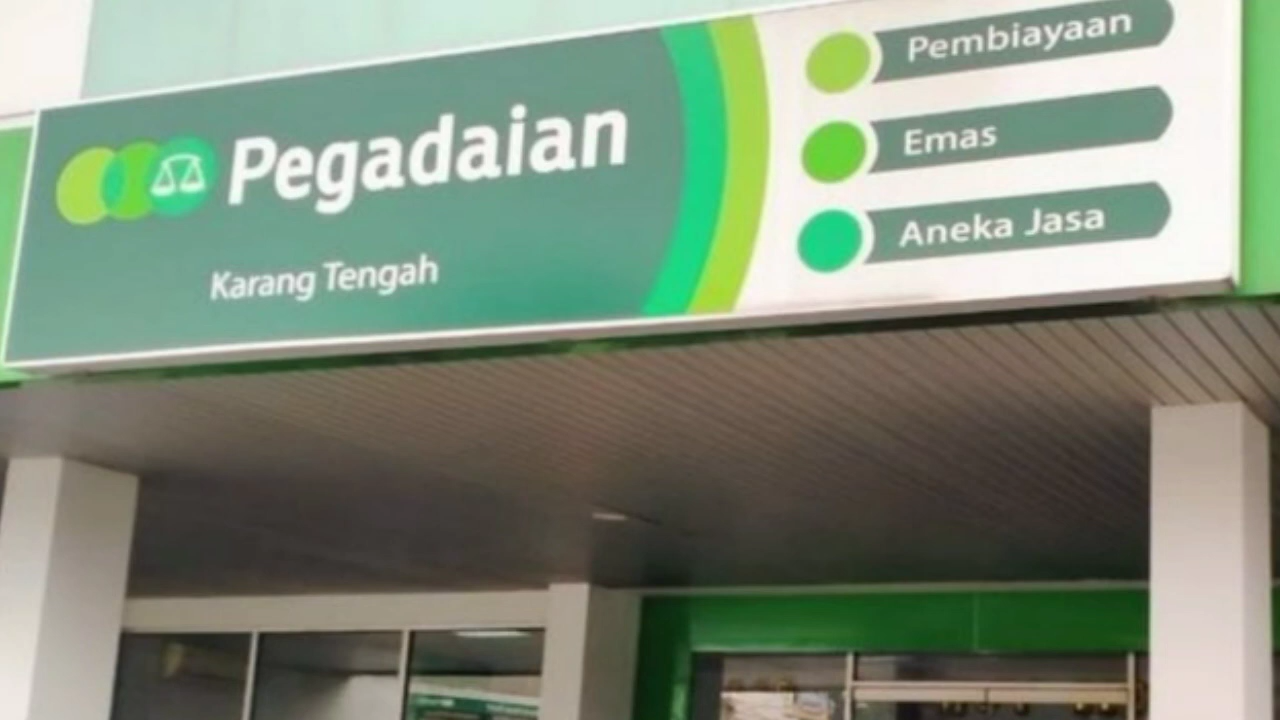 Pegadaian
Karang Tengah
Pembiayaan
Emas
Aneka Jasa